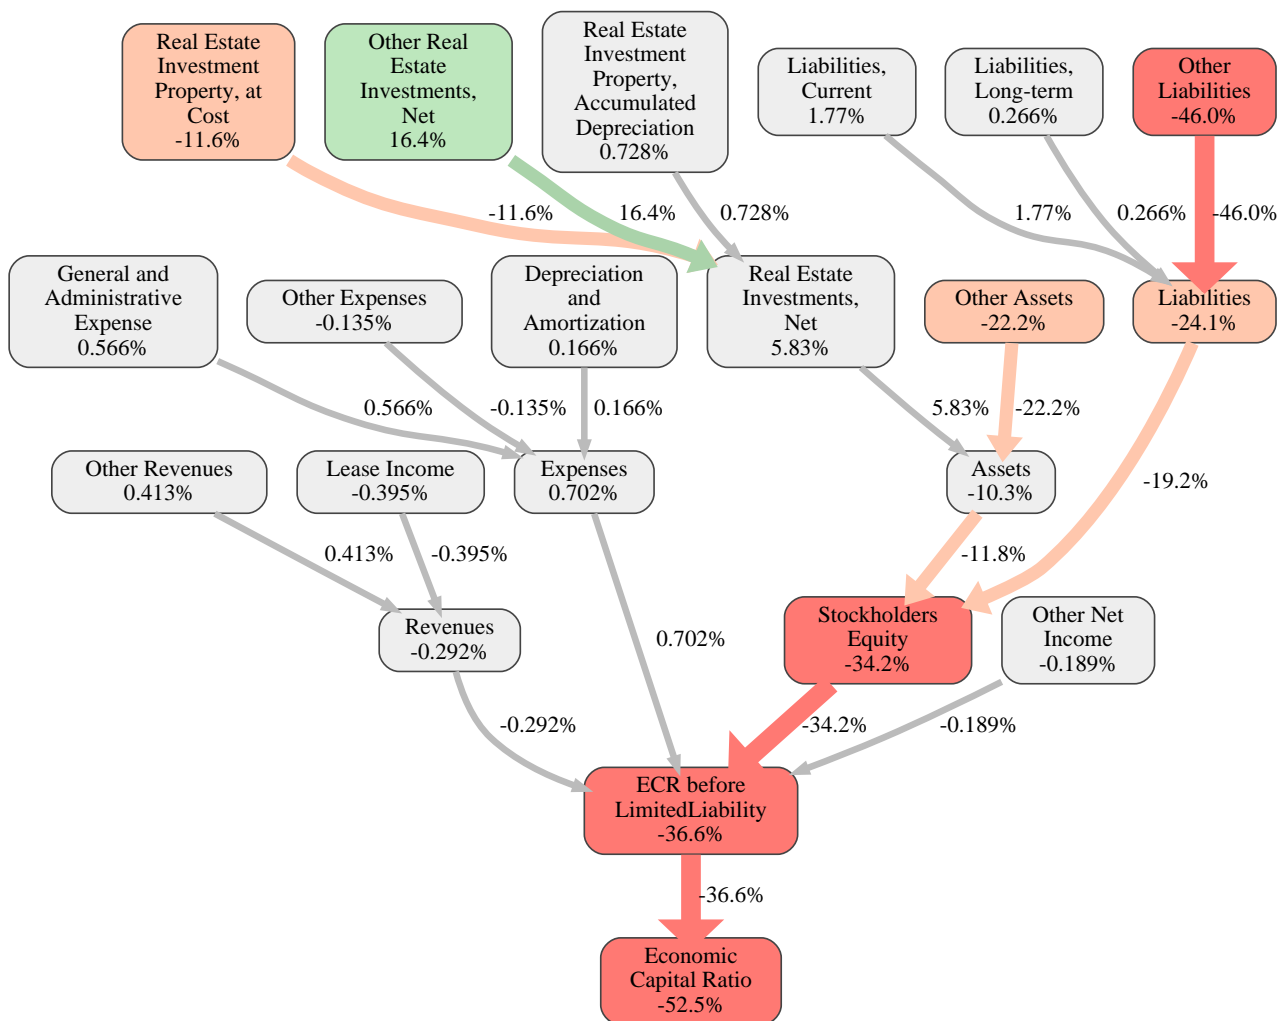 Real Estate
Investment
Property, at
Cost
-11.6%
Other Real
Estate
Investments,
Net
16.4%
Real Estate
Investment
Property,
Accumulated
Depreciation
0.728%
Liabilities,
Current
1.77%
Liabilities,
Long-term
0.266%
Other
Liabilities
-46.0%
-11.6%
16.4%
0.728%
1.77%
0.266%
-46.0%
General and
Administrative
Expense
0.566%
Other Expenses
-0.135%
Depreciation
and
Amortization
0.166%
Real Estate
Investments,
Net
5.83%
Other Assets
-22.2%
Liabilities
-24.1%
0.566%
-0.135%
0.166%
5.83%
-22.2%
-19.2%
Other Revenues
0.413%
Lease Income
-0.395%
Expenses
0.702%
Assets
-10.3%
0.413%
-0.395%
-11.8%
Revenues
-0.292%
0.702%
Stockholders
Equity
-34.2%
Other Net
Income
-0.189%
-0.292%
-34.2%
-0.189%
ECR before
LimitedLiability
-36.6%
-36.6%
Economic
Capital Ratio
-52.5%